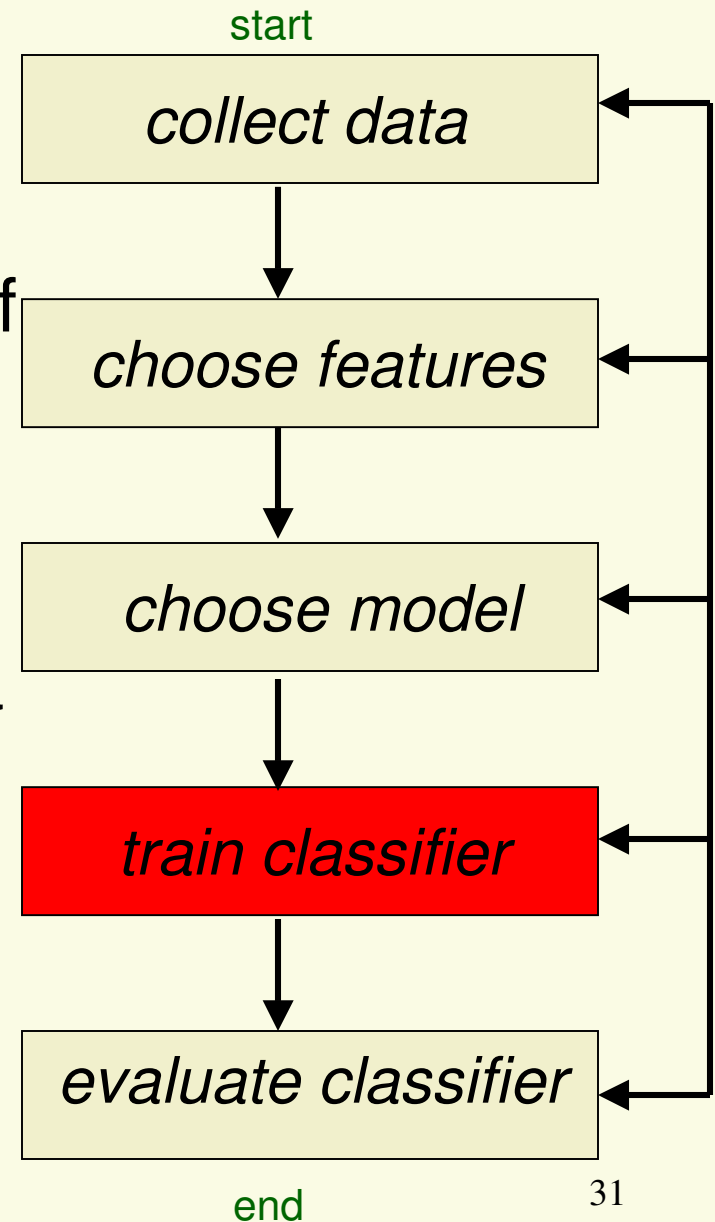 start
collect data
f
choose features
choose model
train classifier
evaluate classifier
end
31